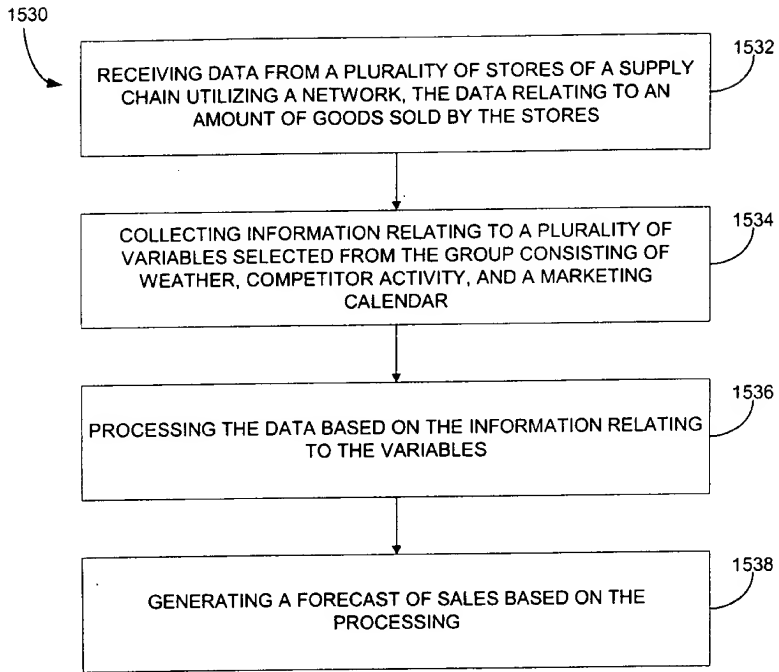 1530
RECEIVING DATA FROM A PLURALITY OF STORES OF A SUPPLY
CHAIN UTILIZING A NETWORK, THE DATA RELATING TO AN
AMOUNT OF GOODS SOLD BY THE STORES
1532
COLLECTING INFORMATION RELATING TO A PLURALITY OF
VARIABLES SELECTED FROM THE GROUP CONSISTING OF
WEATHER, COMPETITOR ACTIVITY, AND A MARKETING
CALENDAR
1534
PROCESSING THE DATA BASED ON THE INFORMATION RELATING
TO THE VARIABLES
1536
GENERATING A FORECAST OF SALES BASED ON THE
PROCESSING
1538